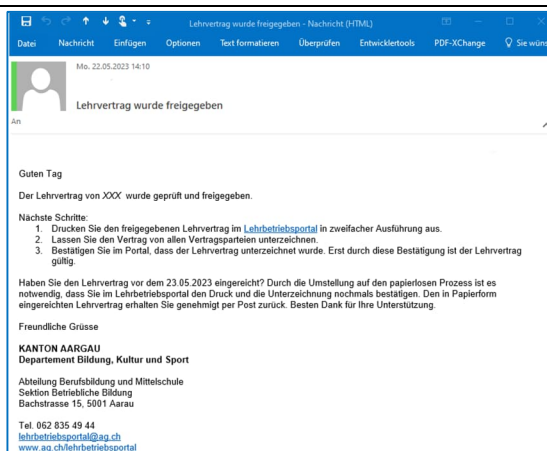 Lehrvertrag wurde freigegeben - Nachricht (HTML)
Datei Nachricht Einfügen Optionen Text formatieren Überprüfen Entwicklertools PDF-XChange Sie wüns
Mo. 22.05.2023 14:10
Lehrvertrag wurde freigegeben
An
Guten Tag
Der Lehrvertrag von XXX wurde geprüft und freigegeben.
Nächste Schritte:
1. Drucken Sie den freigegebenen Lehrvertrag im Lehrbetriebsportal in zweifacher Ausführung aus.
2. Lassen Sie den Vertrag von allen Vertragsparteien unterzeichnen.
3. Bestätigen Sie im Portal, dass der Lehrvertrag unterzeichnet wurde. Erst durch diese Bestätigung ist der Lehrvertrag
gültig.
Haben Sie den Lehrvertrag vor dem 23.05.2023 eingereicht? Durch die Umstellung auf den papierlosen Prozess ist es
notwendig, dass Sie im Lehrbetriebsportal den Druck und die Unterzeichnung nochmals bestätigen. Den in Papierform
eingereichten Lehrvertrag erhalten Sie genehmigt per Post zurück. Besten Dank für Ihre Unterstützung.
Freundliche Grüsse
KANTON AARGAU
Departement Bildung, Kultur und Sport
Abteilung Berufsbildung und Mittelschule
Sektion Betriebliche Bildung
Bachstrasse 15, 5001 Aarau
Tel. 062 835 49 44
lehrbetriebsportal@ag.ch
www.ag.ch/lehrbetriebsportal